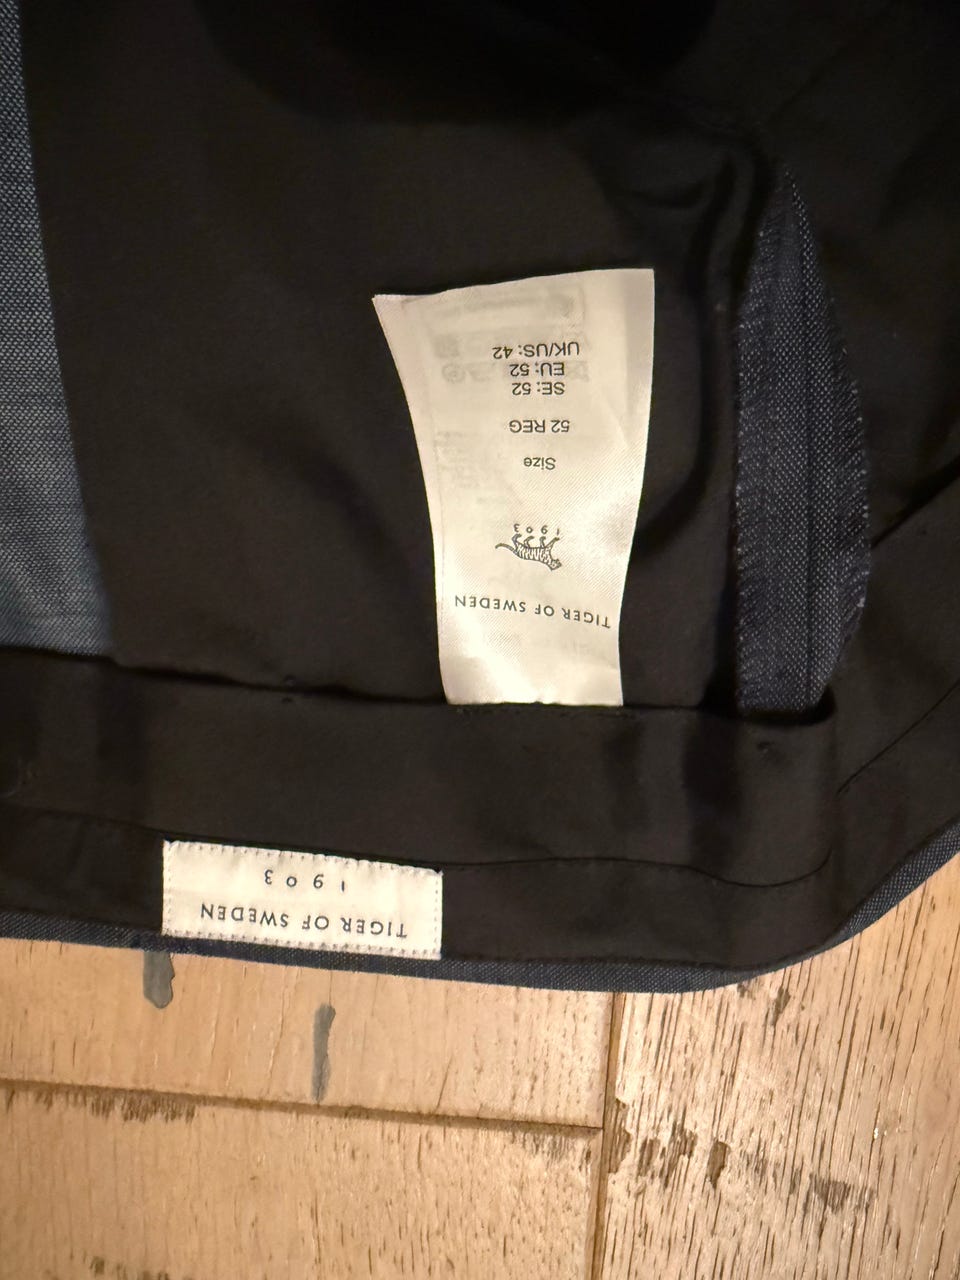 TIGER OF SWEDEN
1903
Size
52 REG
SE: 52
EU: 52
UK/US: 42
TIGER OF SWEDEN
1903